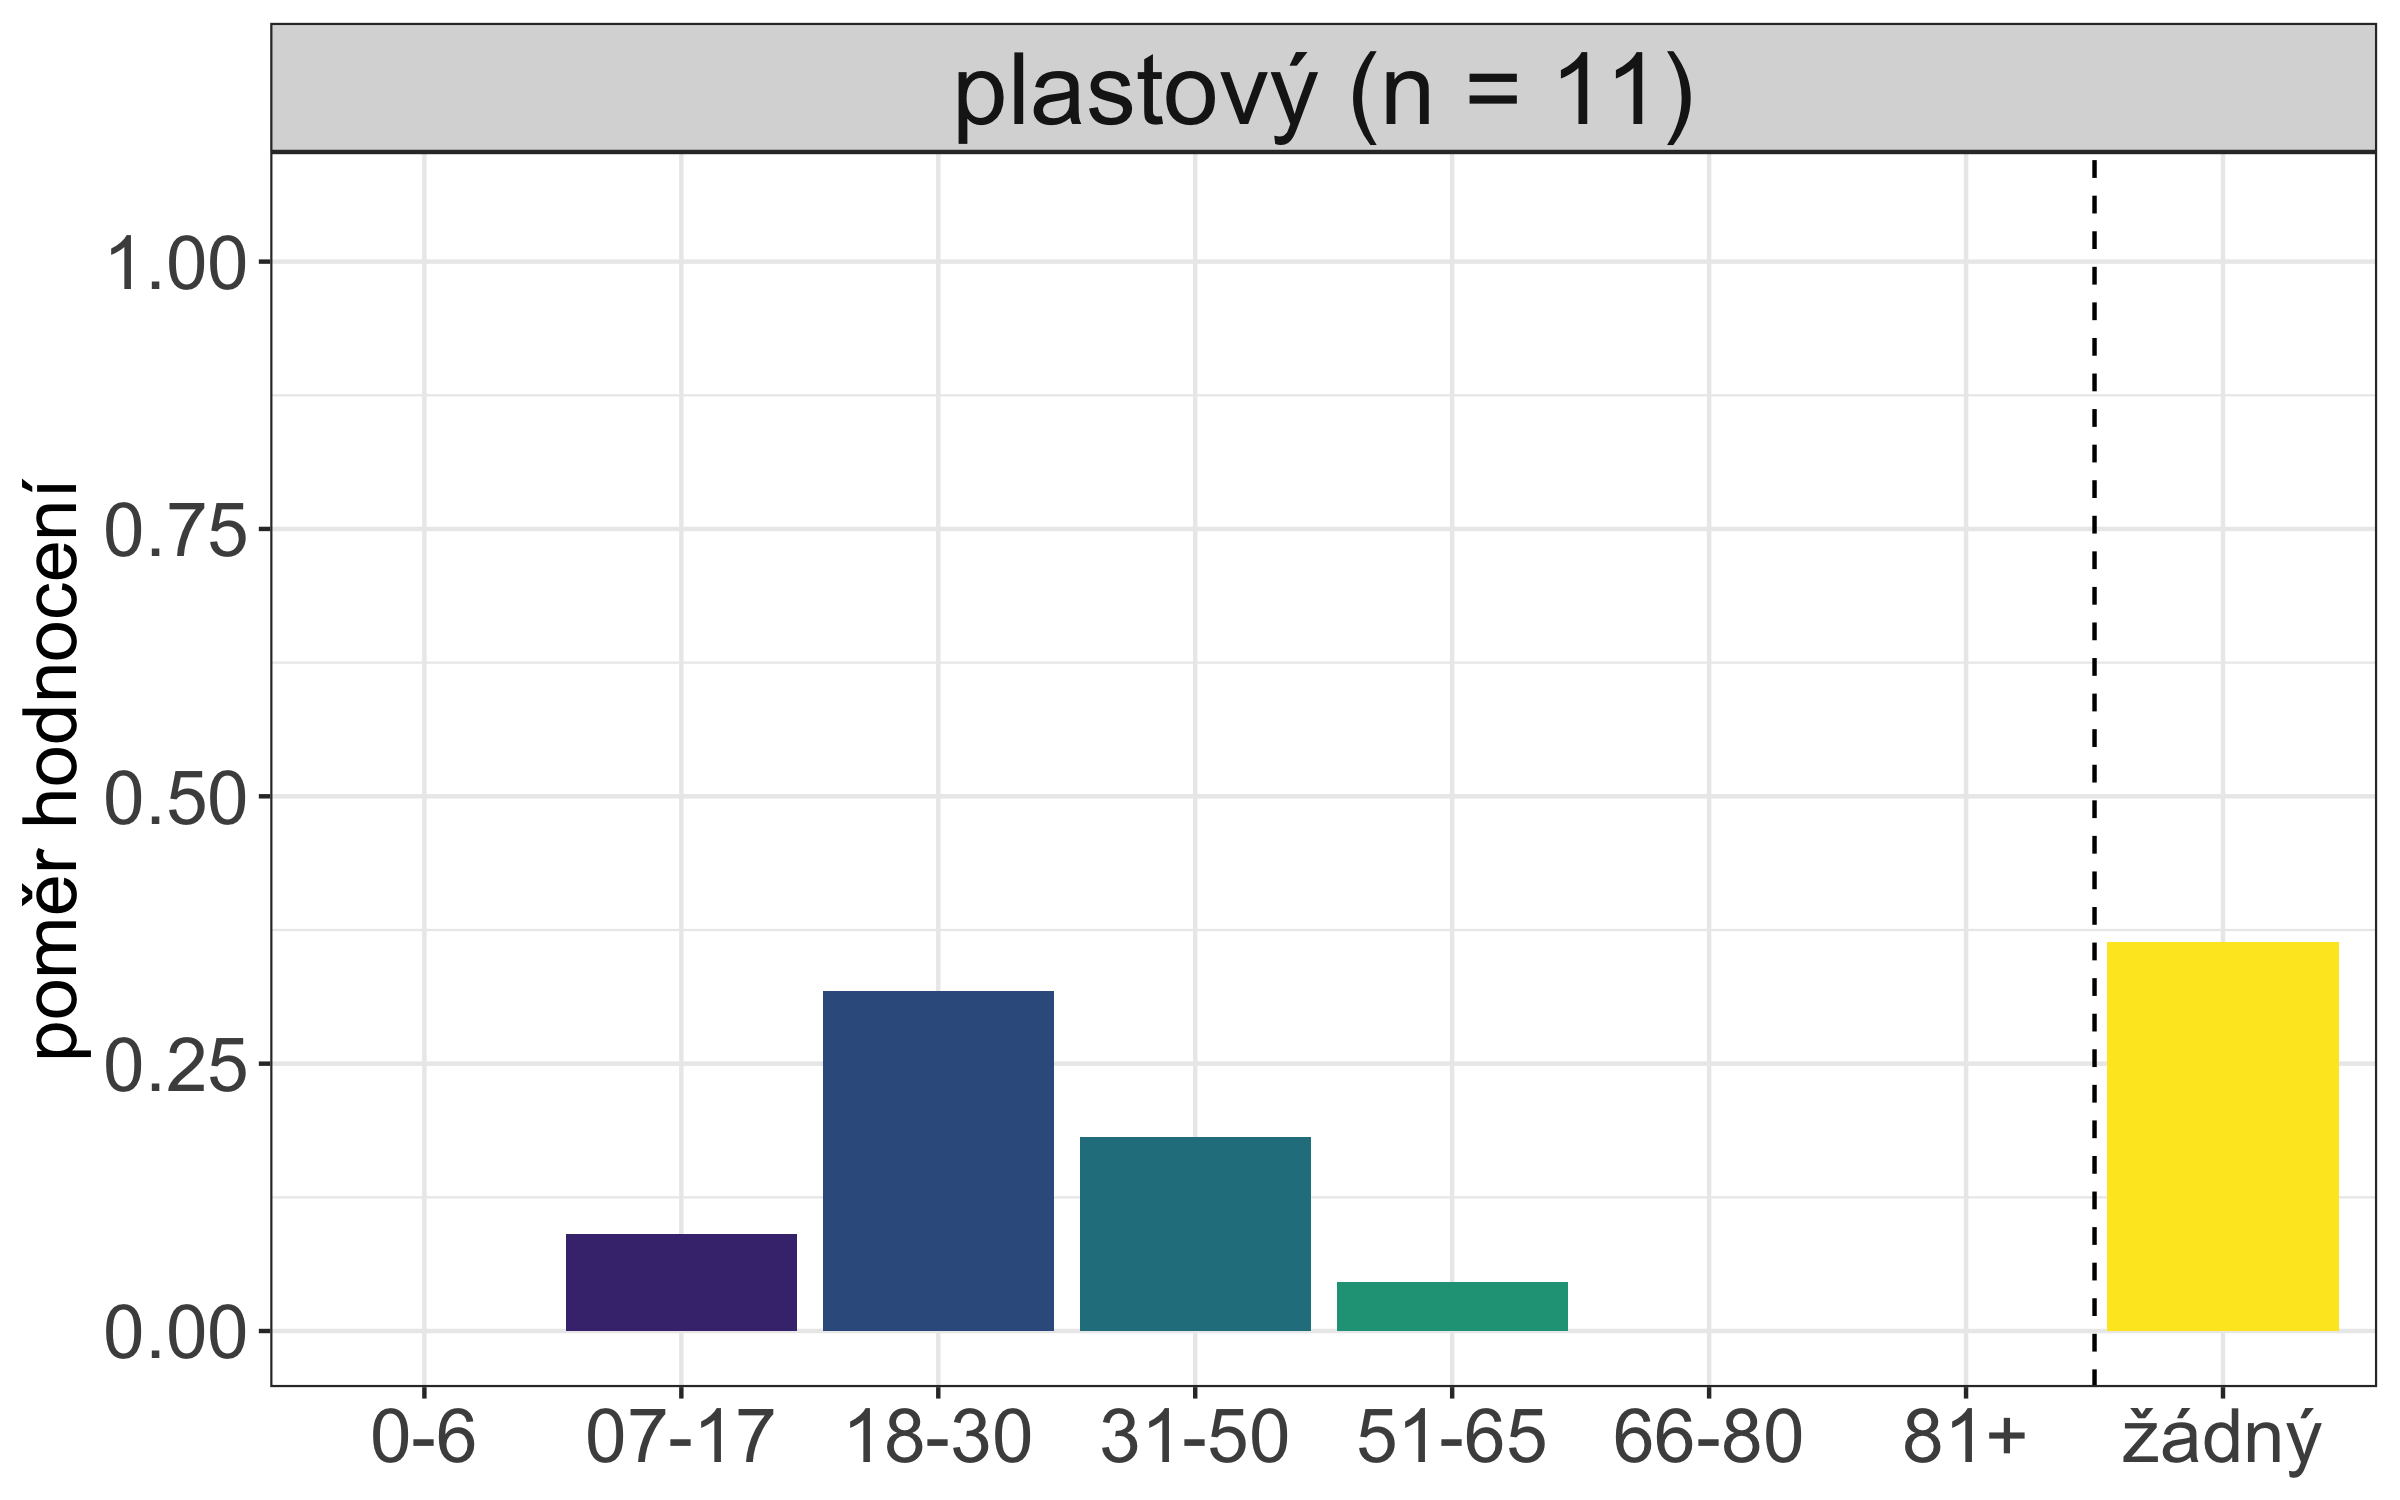 plastový (n = 11)
poměr hodnocení
1.00
0.75
0.50
0.25
0.00
0-6 07-17 18-30 31-50 51-65 66-80 81+ žádný